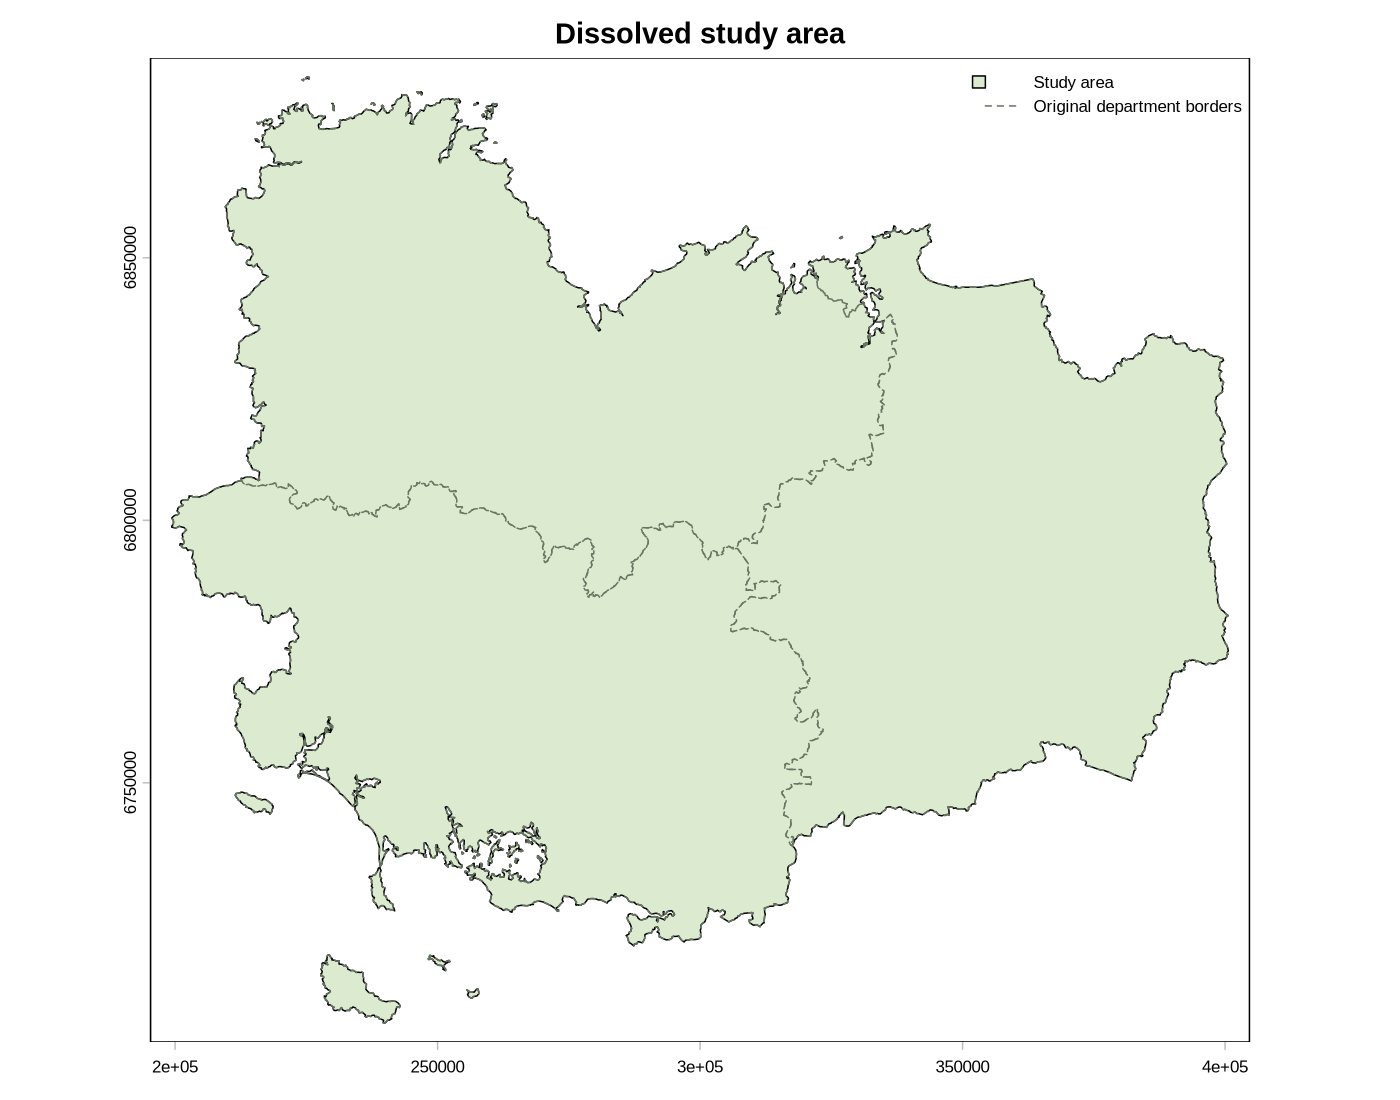 Dissolved study area
Study area
Original department borders
6850000
6800000
6750000
2e+05
250000
3e+05
350000
4e+05